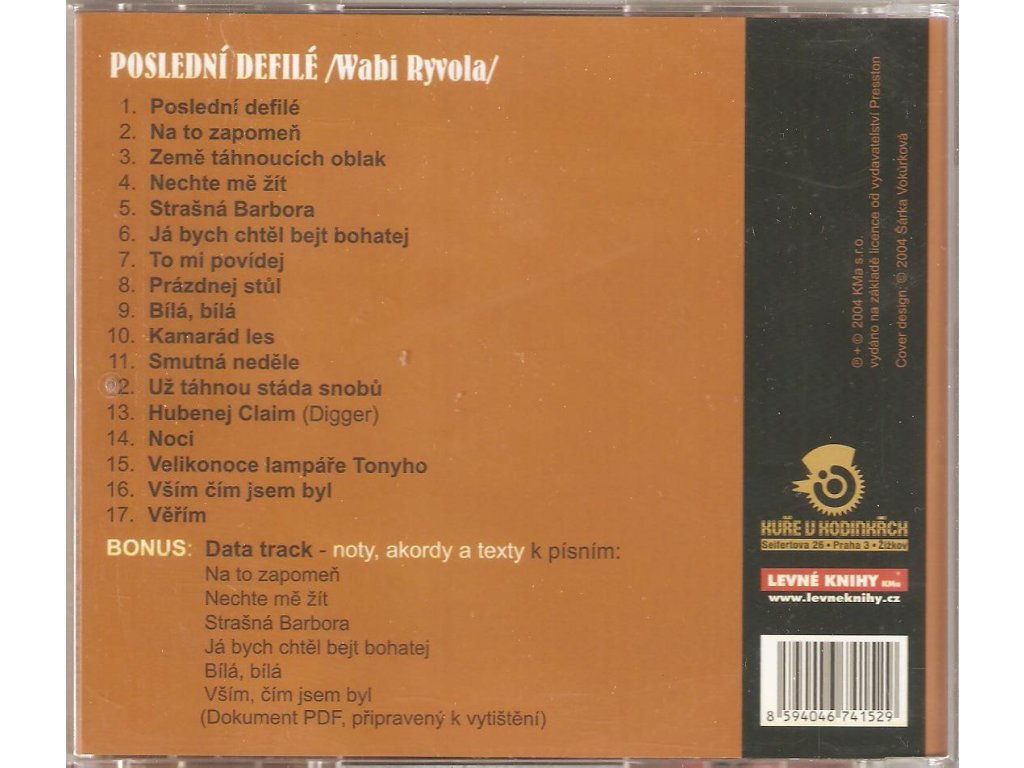 POSLEDNÍ DEFILÉ /Wabi Ryvola/
1. Poslední defilé
2. Na to zapomeň
3. Země táhnoucích oblak
4. Nechte mě žít
5. Strašná Barbora
6. Já bych chtěl bejt bohatej
7. To mi povídej
8. Prázdnej stůl
9. Bílá, bílá
10. Kamarád les
11. Smutná neděle
12. Už táhnou stáda snobů
13. Hubenej Claim (Digger)
14. Noci
15. Velikonoce lampáře Tonyho
16. Vším čím jsem byl
17. Věřím
BONUS: Data track - noty, akordy a texty k písním:
Na to zapomeň
Nechte mě žít
Strašná Barbora
Já bych chtěl bejt bohatej
Bílá, bílá
Vším, čím jsem byl
(Dokument PDF, připravený k vytištění)
℗ + © 2004 KMa s.r.o.
vydáno na základě licence od vydavatelství Presston
Cover design: © 2004 Šárka Vokurková
KUŘE V HODINKÁCH
Seifertova 26 • Praha 3 • Žižkov
LEVNÉ KNIHY KMa
www.levneknihy.cz
8 594046 741529